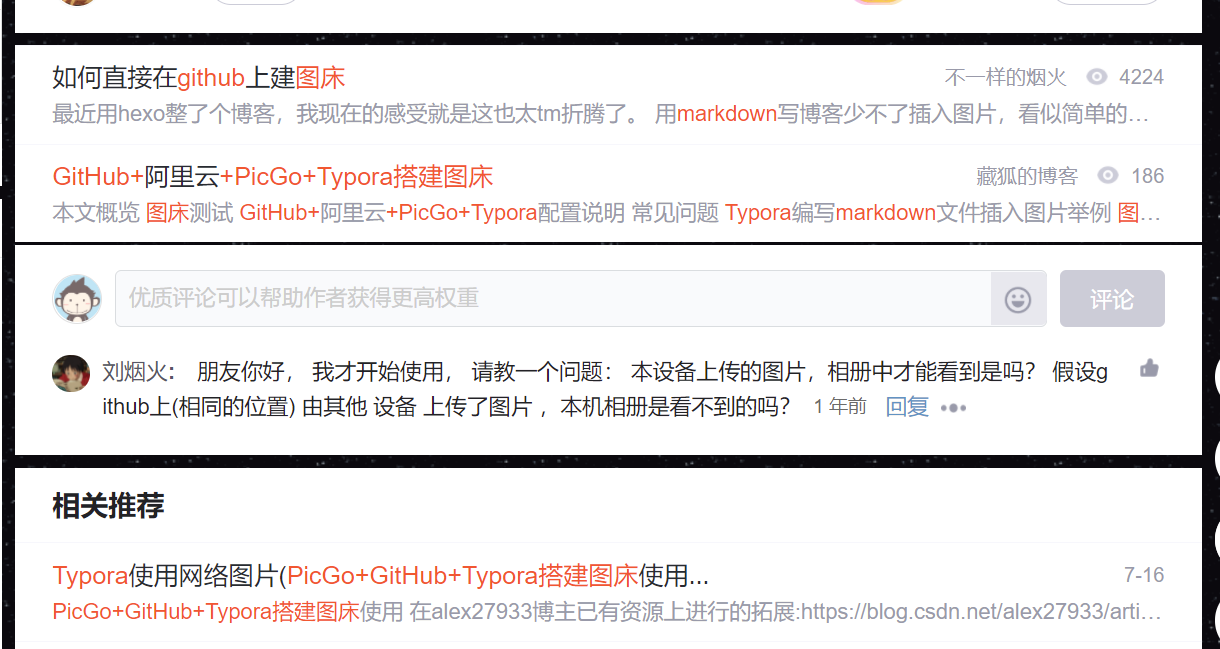 如何直接在github上建图床 不一样的烟火 4224
最近用hexo整了个博客，我现在的感受就是这也太tm折腾了。 用markdown写博客少不了插入图片，看似简单的…
GitHub+阿里云+PicGo+Typora搭建图床 藏狐的博客 186
本文概览 图床测试 GitHub+阿里云+PicGo+Typora配置说明 常见问题 Typora编写markdown文件插入图片举例 图…
优质评论可以帮助作者获得更高权重 评论
刘烟火： 朋友你好， 我才开始使用， 请教一个问题： 本设备上传的图片，相册中才能看到是吗？ 假设g
ithub上(相同的位置) 由其他 设备 上传了图片 ，本机相册是看不到的吗？ 1 年前 回复
相关推荐
Typora使用网络图片(PicGo+GitHub+Typora搭建图床使用... 7-16
PicGo+GitHub+Typora搭建图床使用 在alex27933博主已有资源上进行的拓展:https://blog.csdn.net/alex27933/arti…